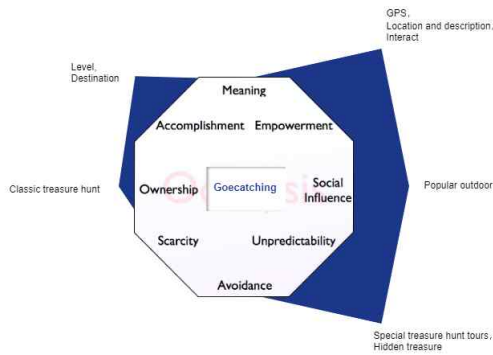 GPS,
Location and description,
Interact
Level,
Destination
Meaning
Accomplishment Empowerment
Classic treasure hunt
Ownership
Goecatching
Social
Influence
Popular outdoor
Scarcity
Unpredictability
Avoidance
Special treasure hunt tours,
Hidden treasure